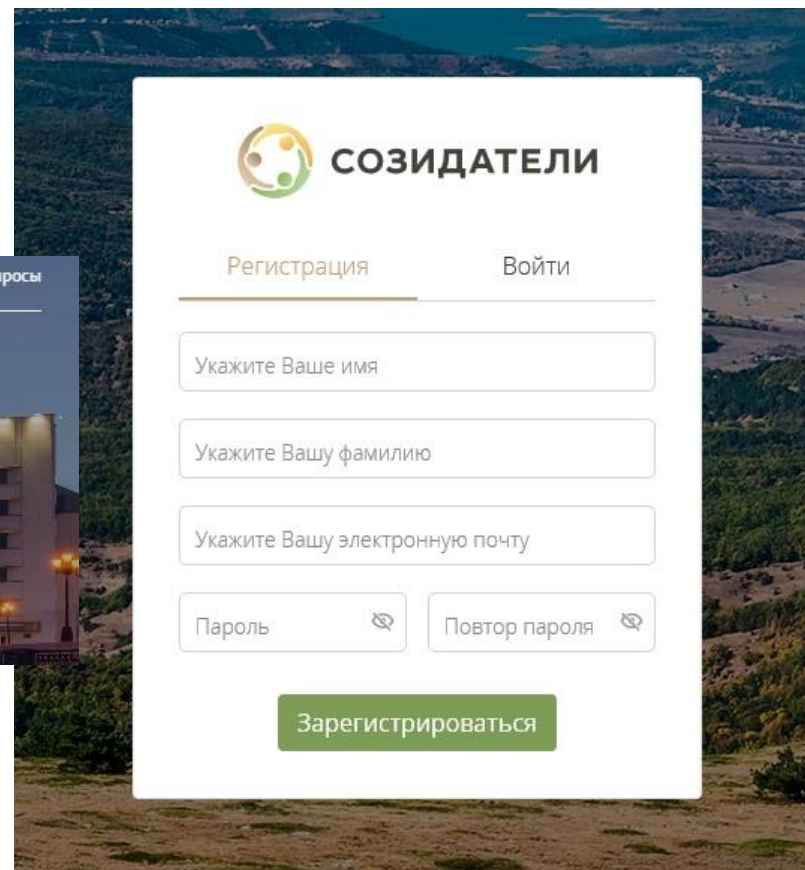 СОЗИДАТЕЛИ
Регистрация Войти
Укажите Ваше имя
Укажите Вашу фамилию
Укажите Вашу электронную почту
Пароль Повтор пароля
Зарегистрироваться